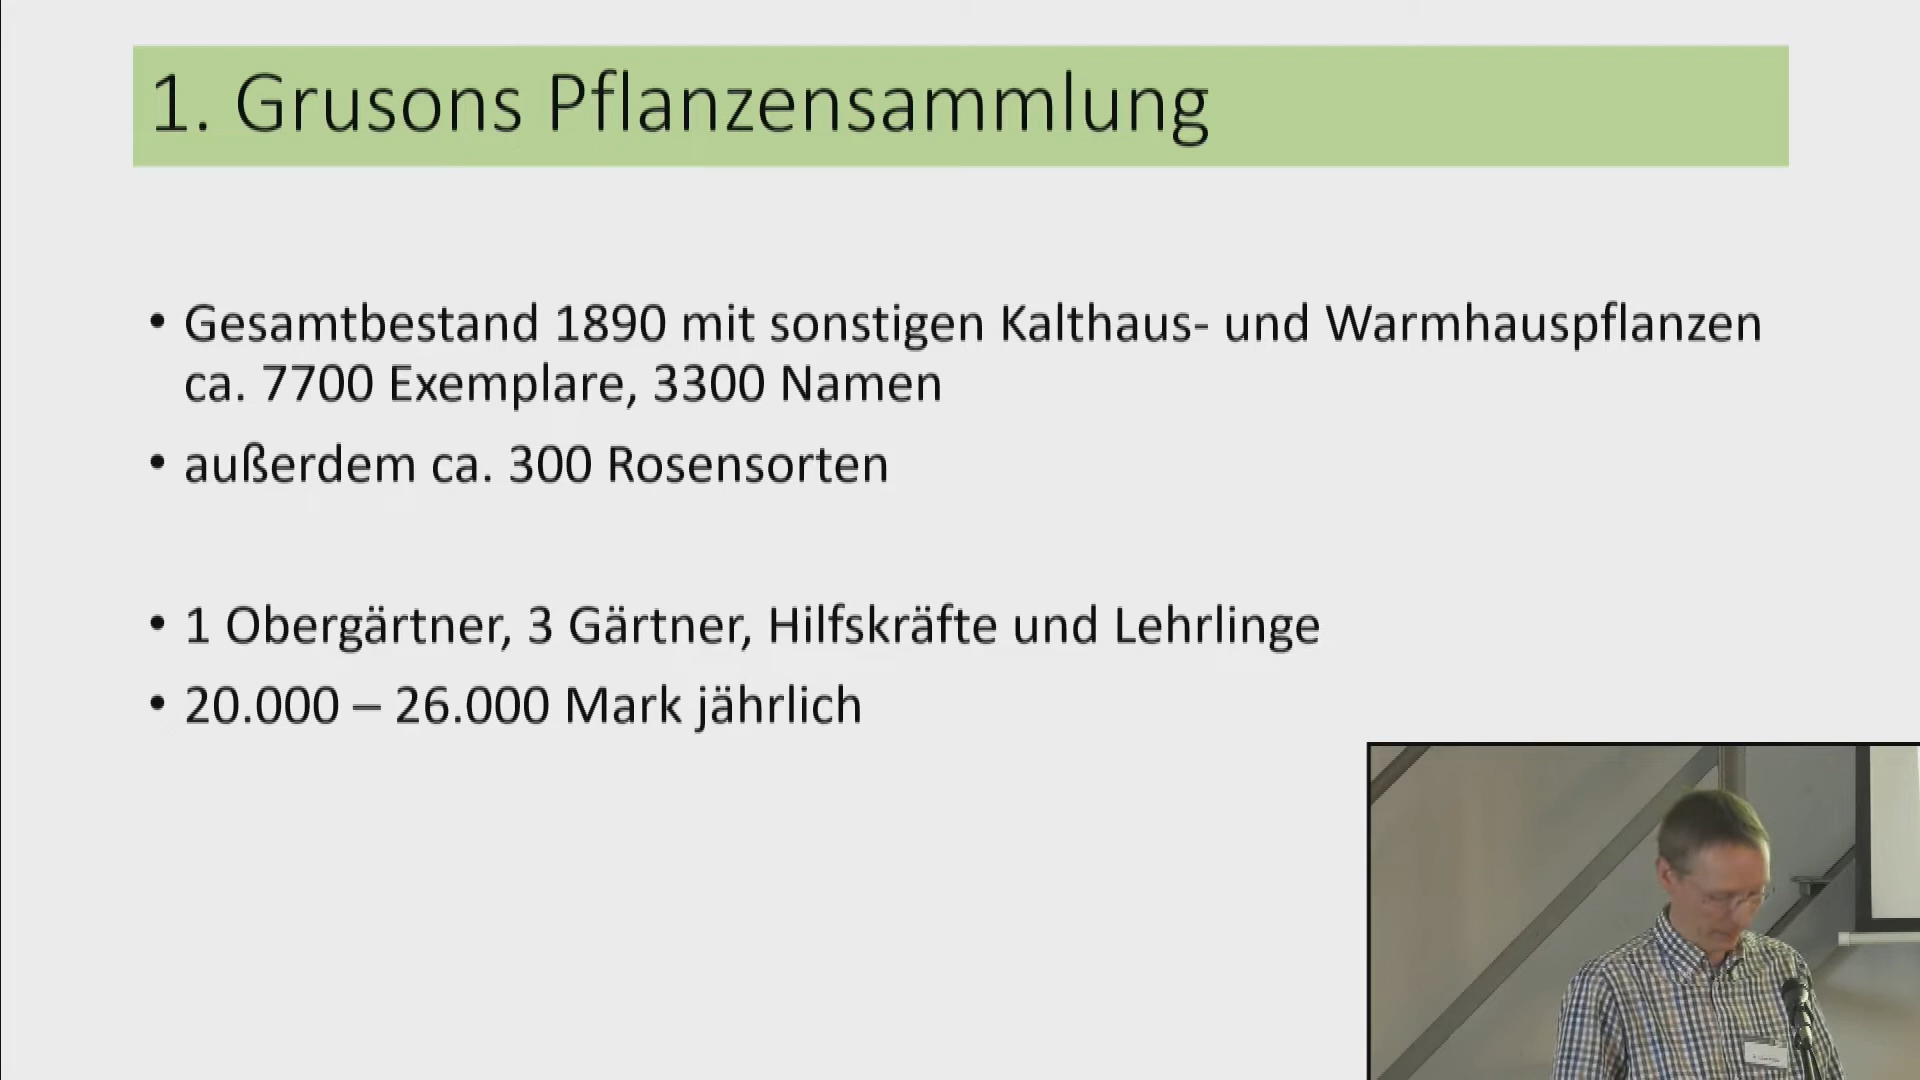 1. Grusons Pflanzensammlung
• Gesamtbestand 1890 mit sonstigen Kalthaus- und Warmhauspflanzen
ca. 7700 Exemplare, 3300 Namen
• außerdem ca. 300 Rosensorten
• 1 Obergärtner, 3 Gärtner, Hilfskräfte und Lehrlinge
• 20.000 – 26.000 Mark jährlich